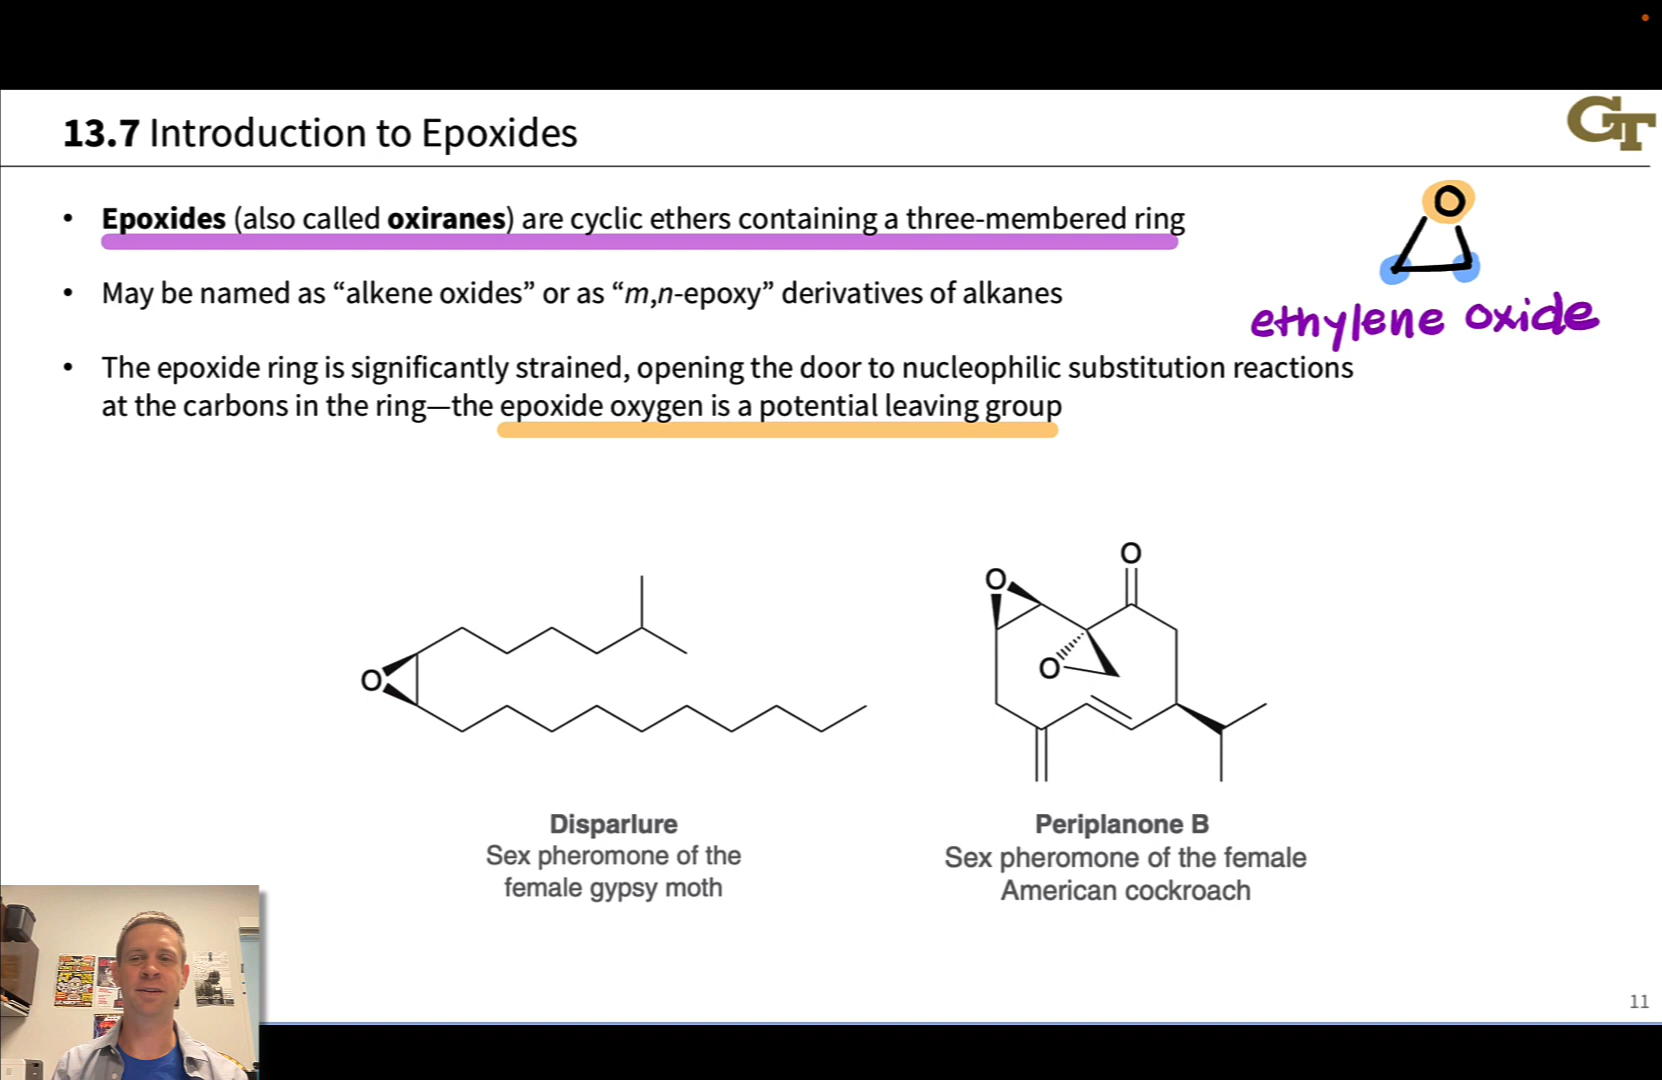 13.7 Introduction to Epoxides
GT
• Epoxides (also called oxiranes) are cyclic ethers containing a three-membered ring
O
• May be named as “alkene oxides” or as “m,n-epoxy” derivatives of alkanes
ethylene oxide
• The epoxide ring is significantly strained, opening the door to nucleophilic substitution reactions
at the carbons in the ring—the epoxide oxygen is a potential leaving group
O
O
O
O
Disparlure
Sex pheromone of the
female gypsy moth
Periplanone B
Sex pheromone of the female
American cockroach
11